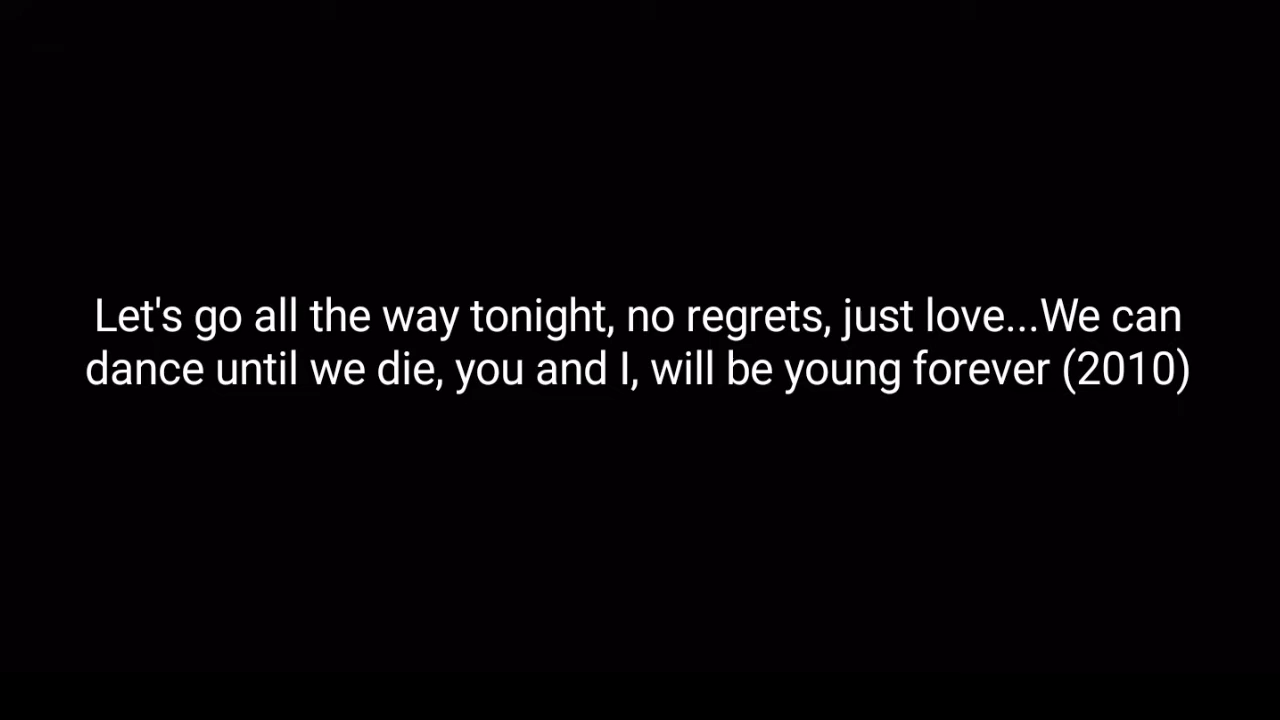 Let's go all the way tonight, no regrets, just love...We can
dance until we die, you and I, will be young forever (2010)